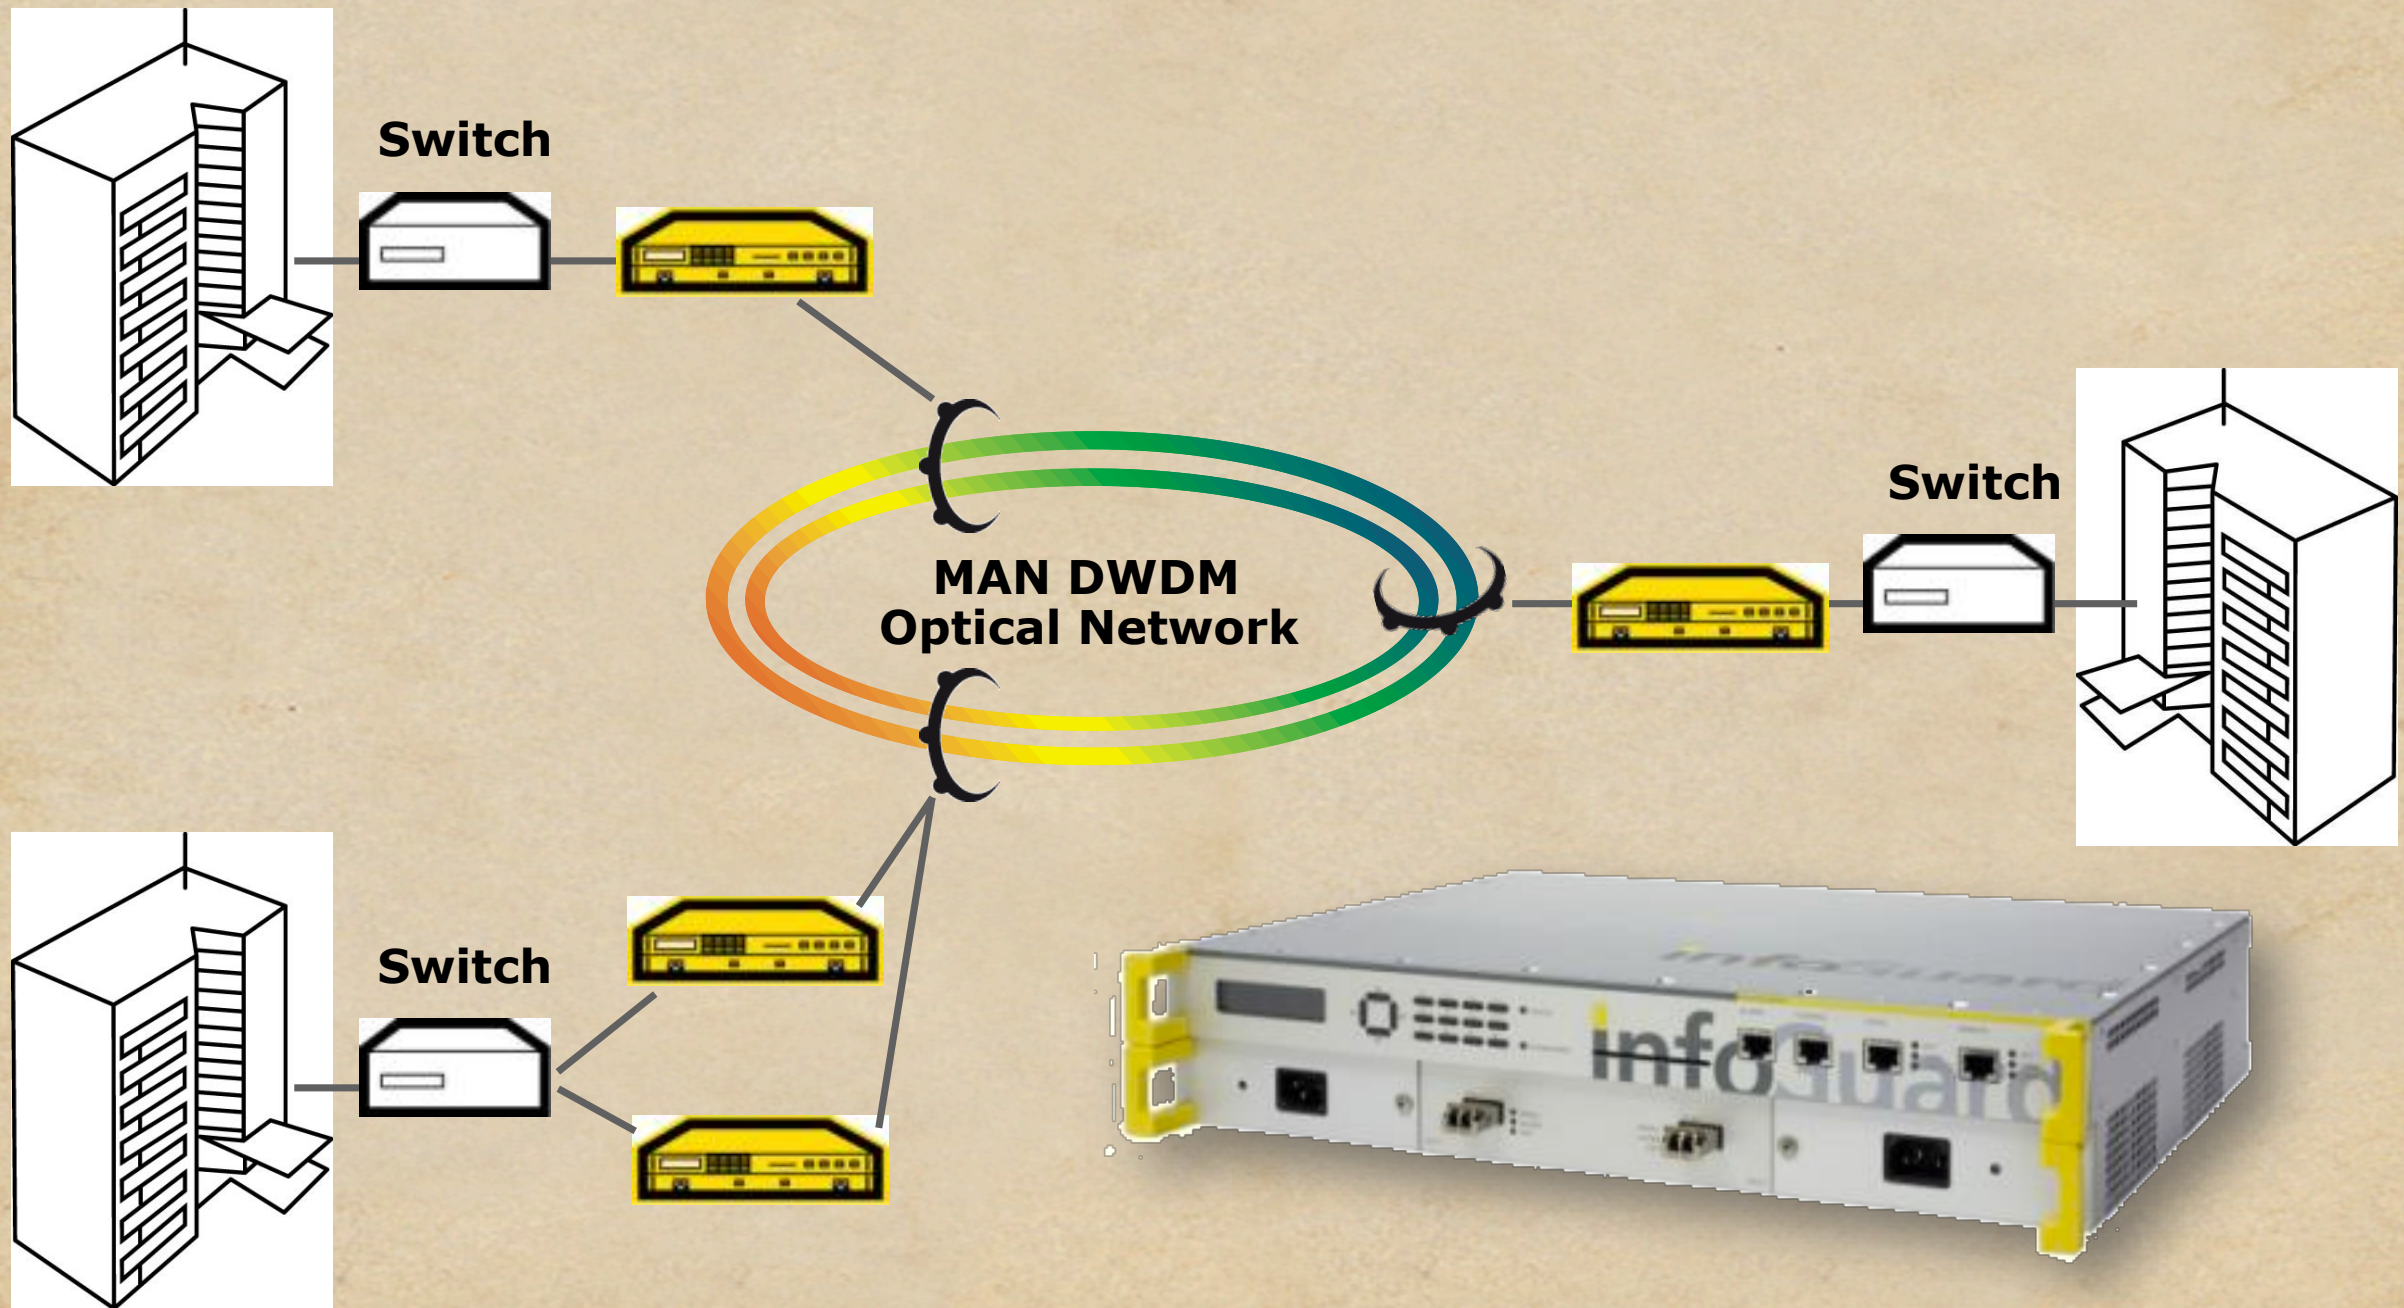 Switch
Switch
MAN DWDM
Optical Network
Switch
infoGuard